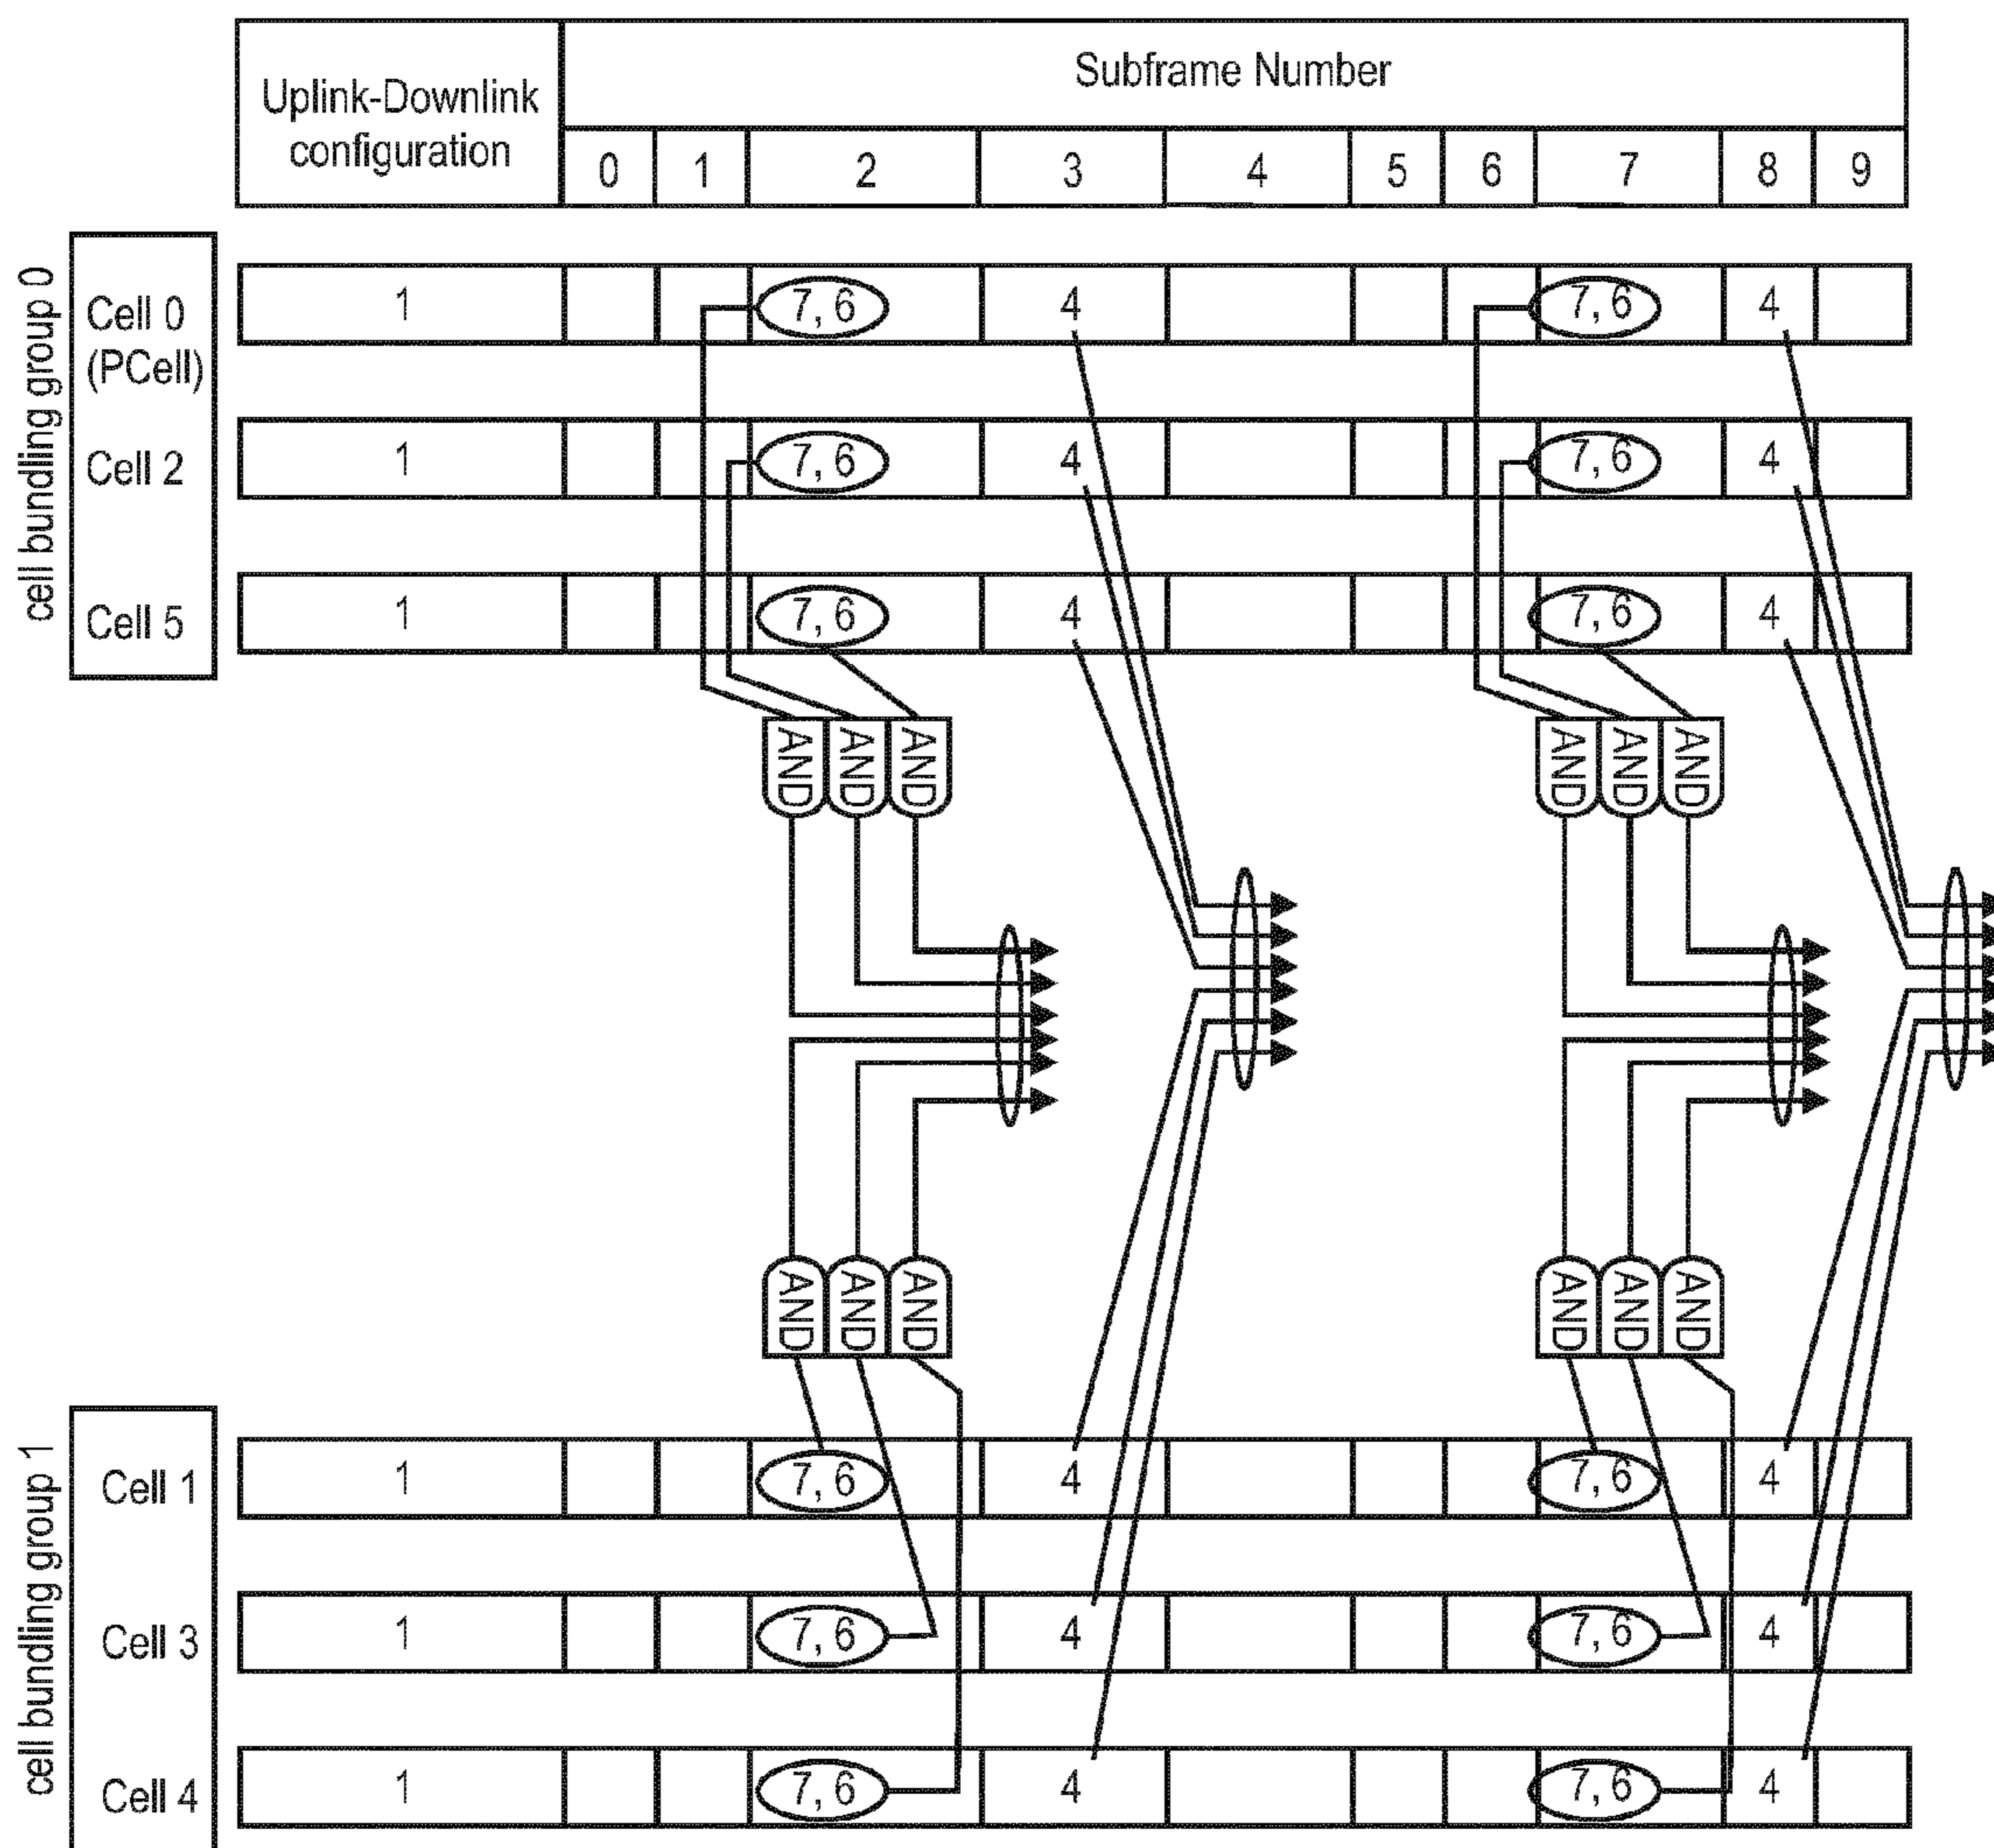 Uplink-Downlink
configuration
Subframe Number
0 1 2 3 4 5 6 7 8 9
cell bundling group 0
Cell 0
(PCell)
1 7, 6 4 7, 6 4
Cell 2
1 7, 6 4 7, 6 4
Cell 5
1 7, 6 4 7, 6 4
AND AND AND AND AND AND
AND AND AND AND AND AND
cell bundling group 1
Cell 1
1 7, 6 4 7, 6 4
Cell 3
1 7, 6 4 7, 6 4
Cell 4
1 7, 6 4 7, 6 4